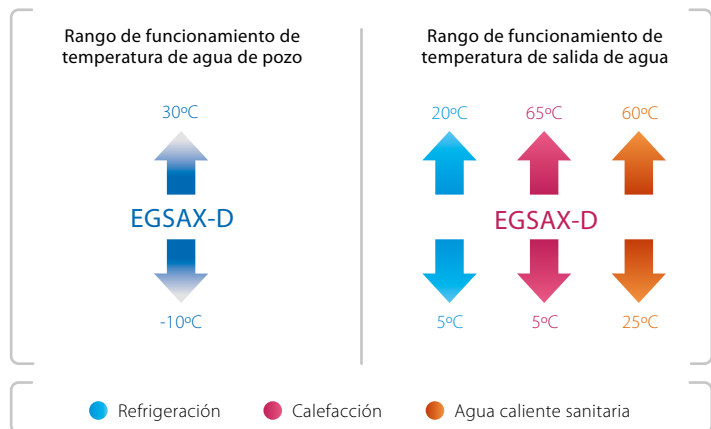 Rango de funcionamiento de
temperatura de agua de pozo
30ºC
EGSAX-D
-10ºC
Rango de funcionamiento de
temperatura de salida de agua
20ºC 65ºC 60ºC
EGSAX-D
5ºC 5ºC 25ºC
Refrigeración Calefacción Agua caliente sanitaria